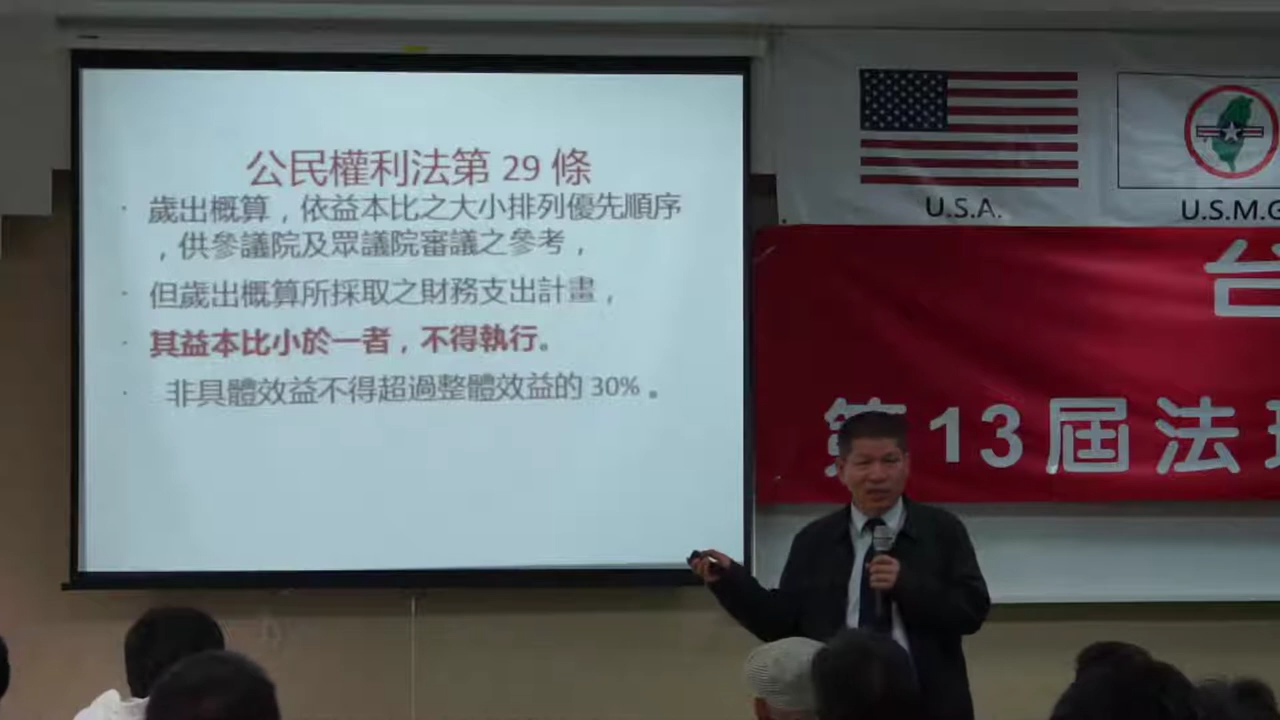 公民權利法第 29 條
· 歲出概算，依益本比之大小排列優先順序
，供參議院及眾議院審議之參考，
· 但歲出概算所採取之財務支出計畫，
· 其益本比小於一者，不得執行。
· 非具體效益不得超過整體效益的 30% 。
U.S.A.
U.S.M.G
台
第13屆法